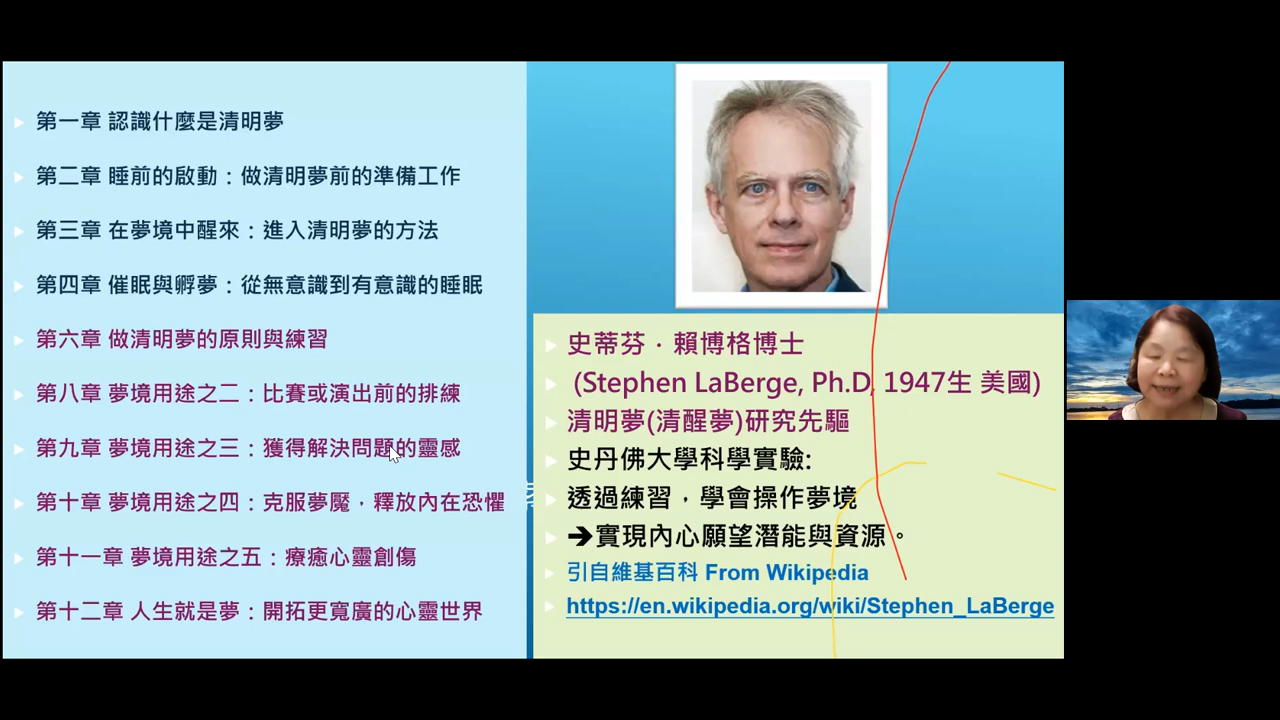 第一章 認識什麼是清明夢
第二章 睡前的啟動：做清明夢前的準備工作
第三章 在夢境中醒來：進入清明夢的方法
第四章 催眠與孵夢：從無意識到有意識的睡眠
第六章 做清明夢的原則與練習
第八章 夢境用途之二：比賽或演出前的排練
第九章 夢境用途之三：獲得解決問題的靈感
第十章 夢境用途之四：克服夢魘，釋放內在恐懼
第十一章 夢境用途之五：療癒心靈創傷
第十二章 人生就是夢：開拓更寬廣的心靈世界
史蒂芬．賴博格博士
(Stephen LaBerge, Ph.D, 1947生 美國)
清明夢(清醒夢)研究先驅
史丹佛大學科學實驗:
透過練習，學會操作夢境
➔實現內心願望潛能與資源。
引自維基百科 From Wikipedia
https://en.wikipedia.org/wiki/Stephen_LaBerge